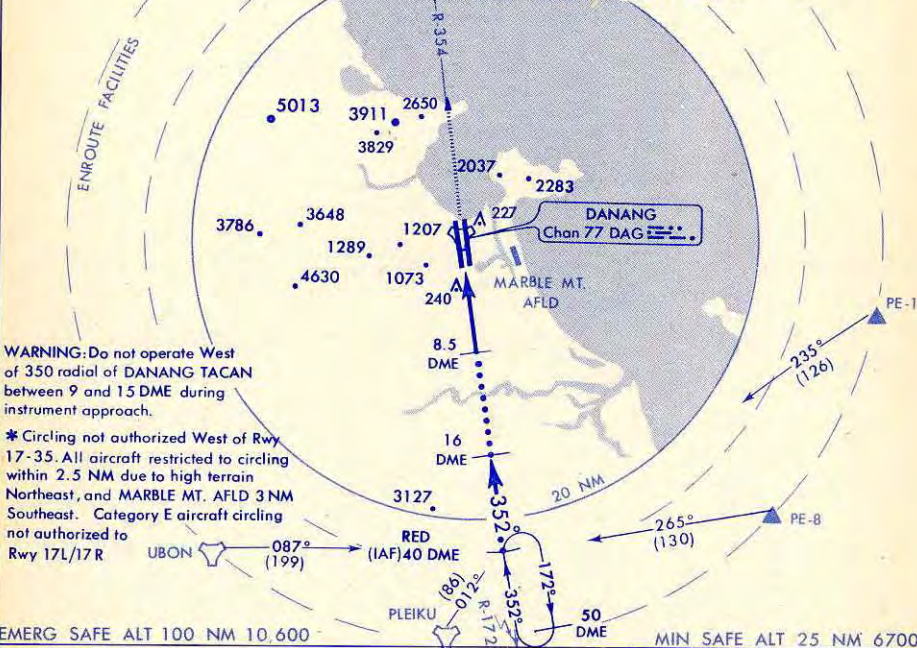 R-354
ENROUTE FACILITIES
5013
3911
2650
3829
2037
2283
3786
3648
1207
227
DANANG
Chan 77 DAG
1289
4630
1073
240
MARBLE MT.
AFLD
PE-1
235°
(126)
8.5
DME
WARNING: Do not operate West
of 350 radial of DANANG TACAN
between 9 and 15 DME during
instrument approach.
* Circling not authorized West of Rwy
17-35. All aircraft restricted to circling
within 2.5 NM due to high terrain
Northeast, and MARBLE MT. AFLD 3 NM
Southeast. Category E aircraft circling
not authorized to
Rwy 17L/17R
16
DME
20 NM
3127
352°
RED
(IAF) 40 DME
265°
(130)
PE-8
UBON
087°
(199)
172°
352°
(86)
012°
R-172
PLEIKU
50
DME
EMERG SAFE ALT 100 NM 10,600
MIN SAFE ALT 25 NM 6700